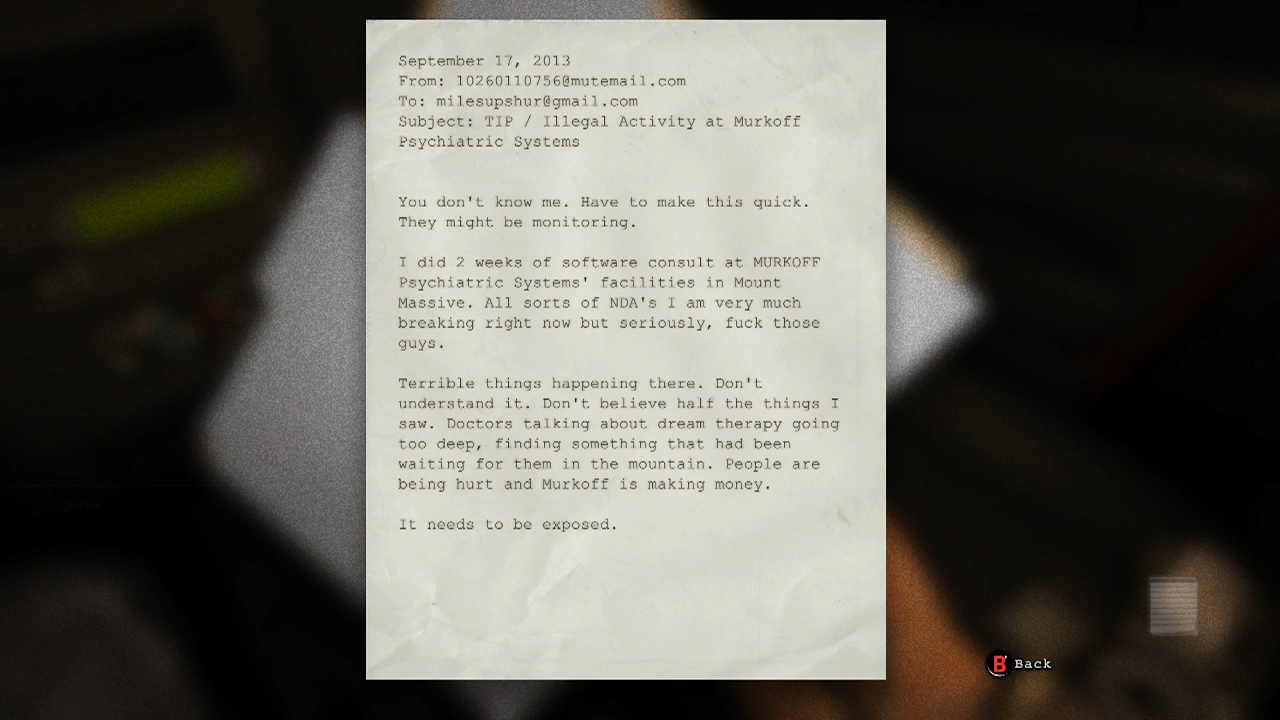 September 17, 2013
From: 10260110756@mutemail.com
To: milesupshur@gmail.com
Subject: TIP / Illegal Activity at Murkoff
Psychiatric Systems
You don't know me. Have to make this quick.
They might be monitoring.
I did 2 weeks of software consult at MURKOFF
Psychiatric Systems' facilities in Mount
Massive. All sorts of NDA's I am very much
breaking right now but seriously, fuck those
guys.
Terrible things happening there. Don't
understand it. Don't believe half the things I
saw. Doctors talking about dream therapy going
too deep, finding something that had been
waiting for them in the mountain. People are
being hurt and Murkoff is making money.
It needs to be exposed.
B Back